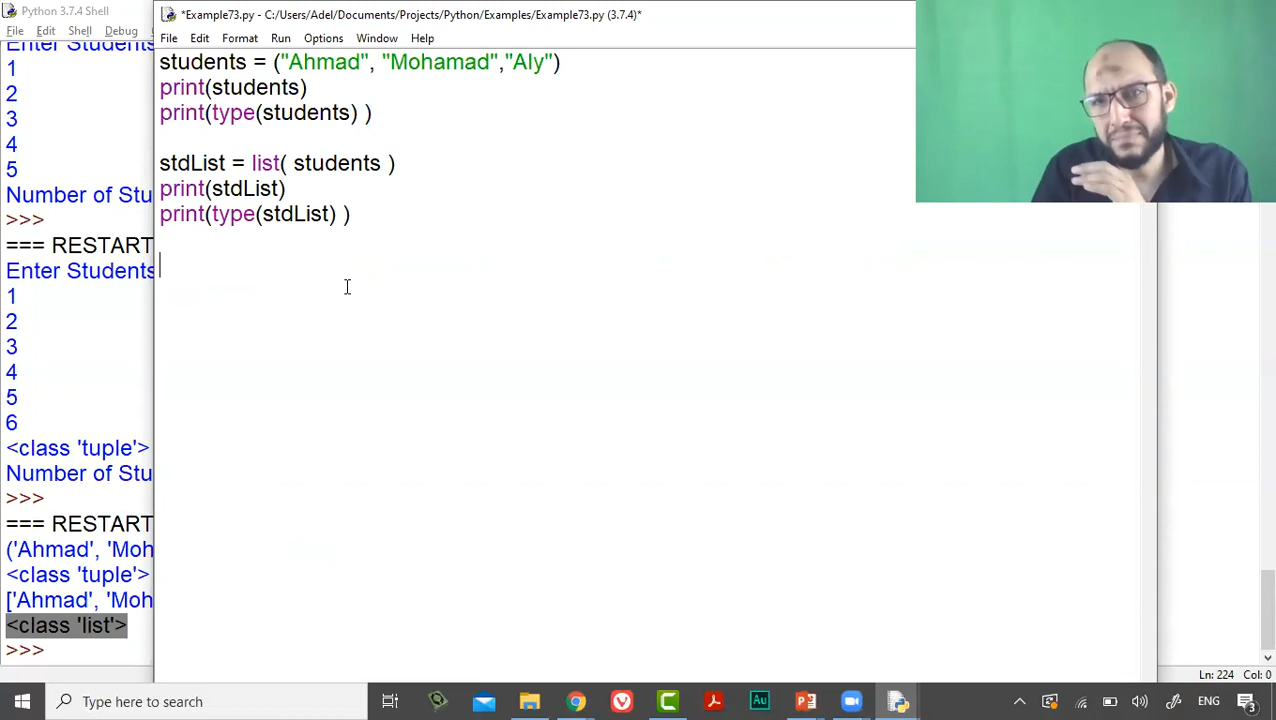 Python 3.7.4 Shell
File Edit Shell Debug
Enter Students
1
2
3
4
5
Number of Stu
>>>
=== RESTART
Enter Students
1
2
3
4
5
6
<class 'tuple'>
Number of Stu
>>>
=== RESTART
('Ahmad', 'Moh
<class 'tuple'>
['Ahmad', 'Moh
<class 'list'>
>>>
*Example73.py - C:/Users/Adel/Documents/Projects/Python/Examples/Example73.py (3.7.4)*
File Edit Format Run Options Window Help
students = ("Ahmad", "Mohamad","Aly")
print(students)
print(type(students) )
stdList = list( students )
print(stdList)
print(type(stdList) )
Ln: 224 Col: 0
Type here to search
Au
ENG
3